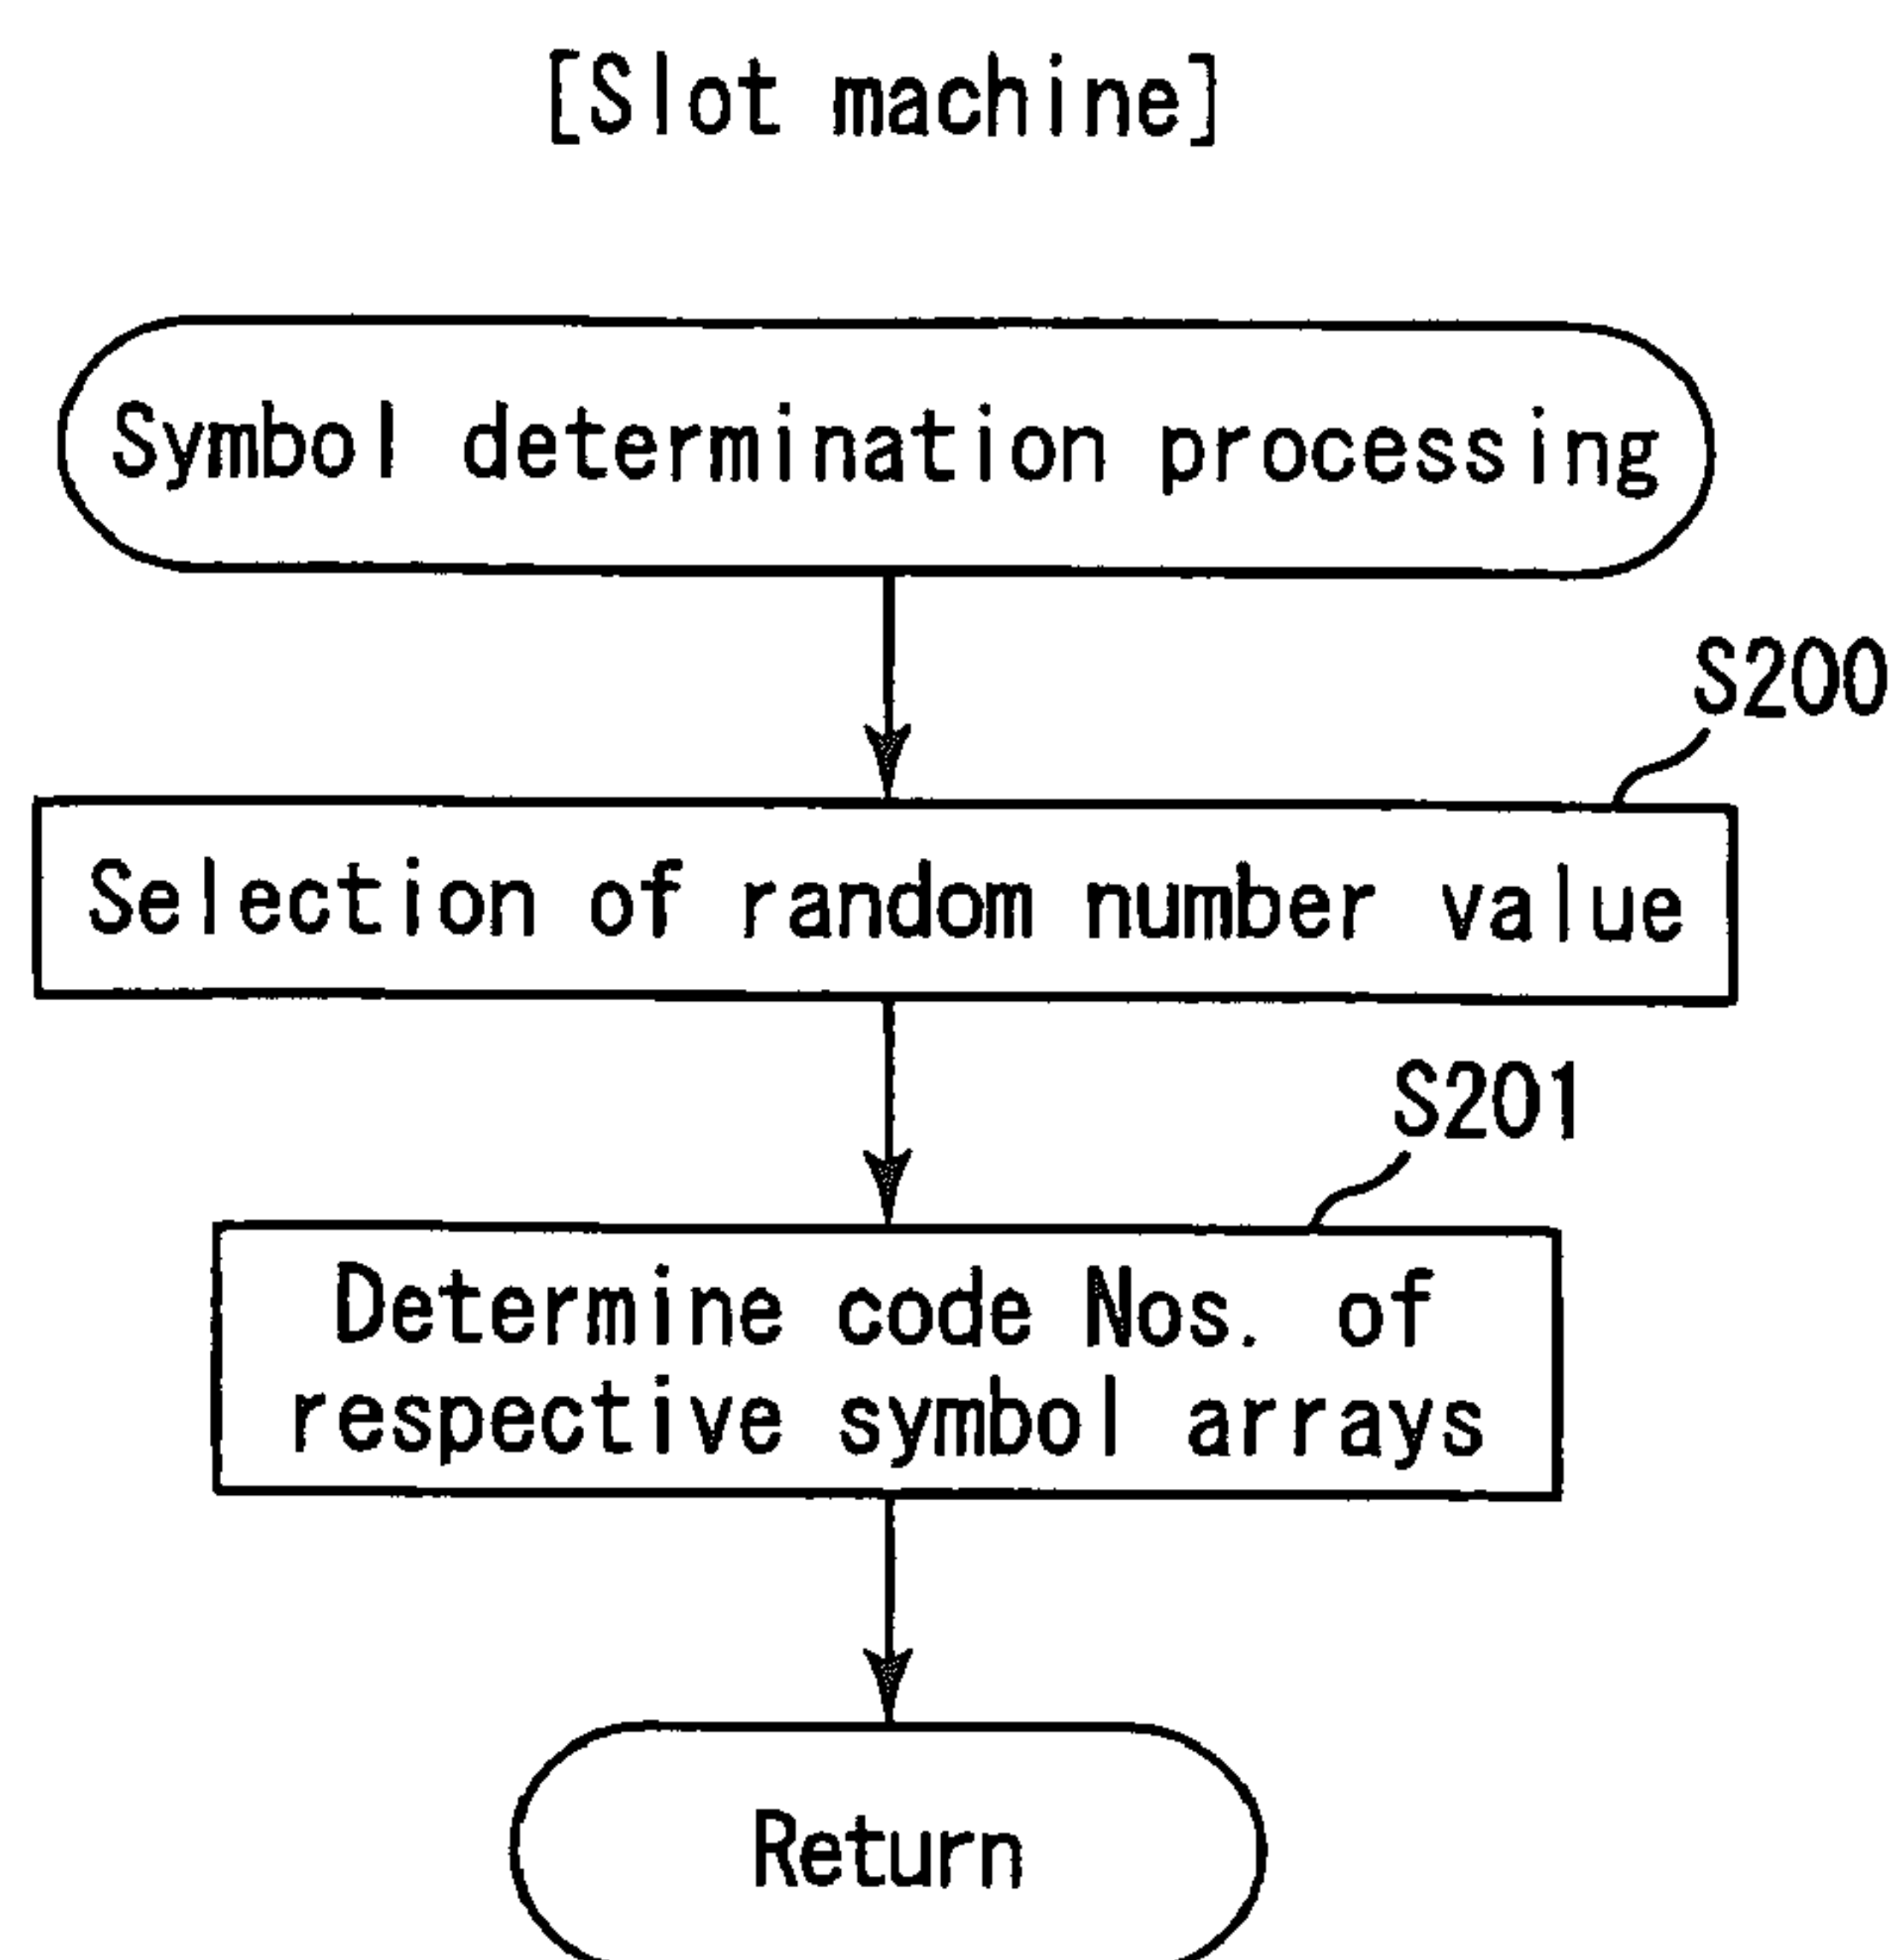 [Slot machine]
Symbol determination processing
S200
Selection of random number value
S201
Determine code Nos. of
respective symbol arrays
Return